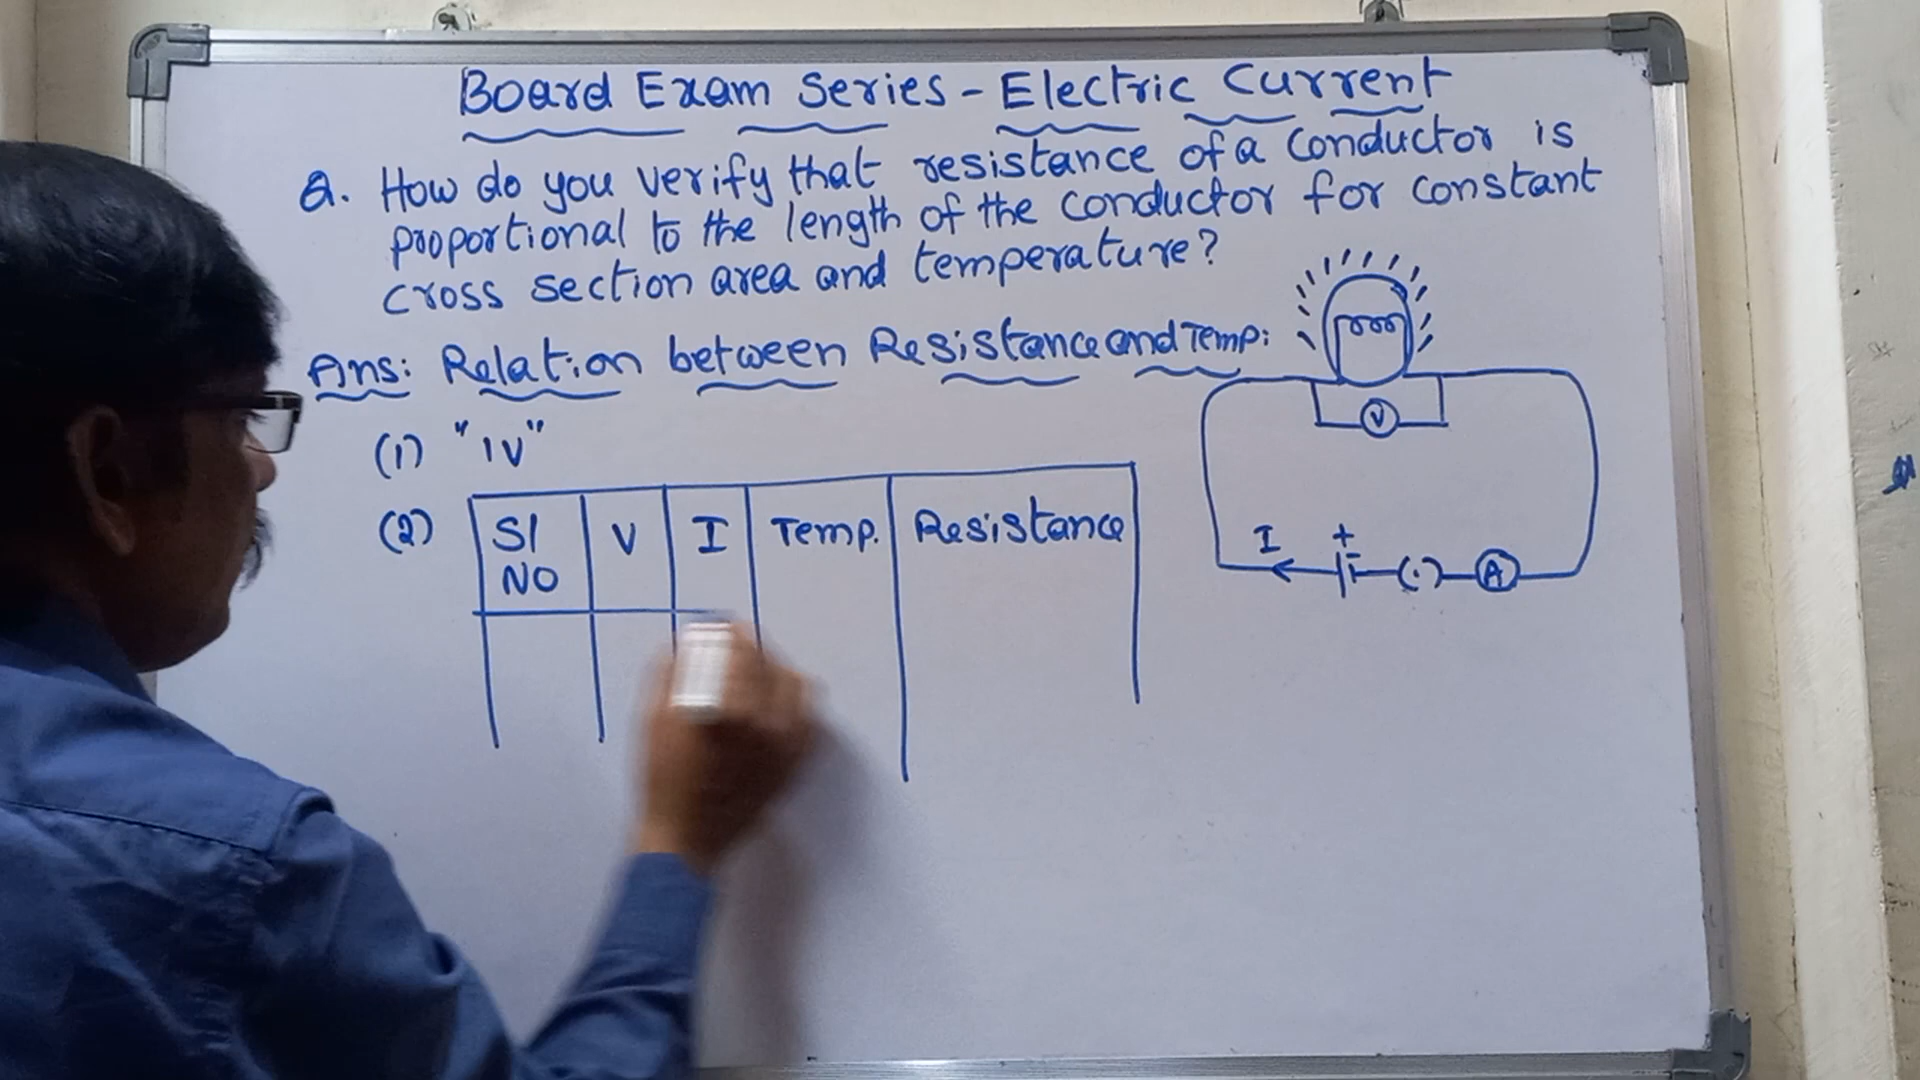 Board Exam Series - Electric Current
Q. How do you verify that resistance of a conductor is
proportional to the length of the conductor for constant
cross section area and temperature?
Ans: Relation between Resistance and Temp:
(1) "IV"
(2)
Sl NO
V
I
Temp.
Resistance
V
I
+
-
(.)
A